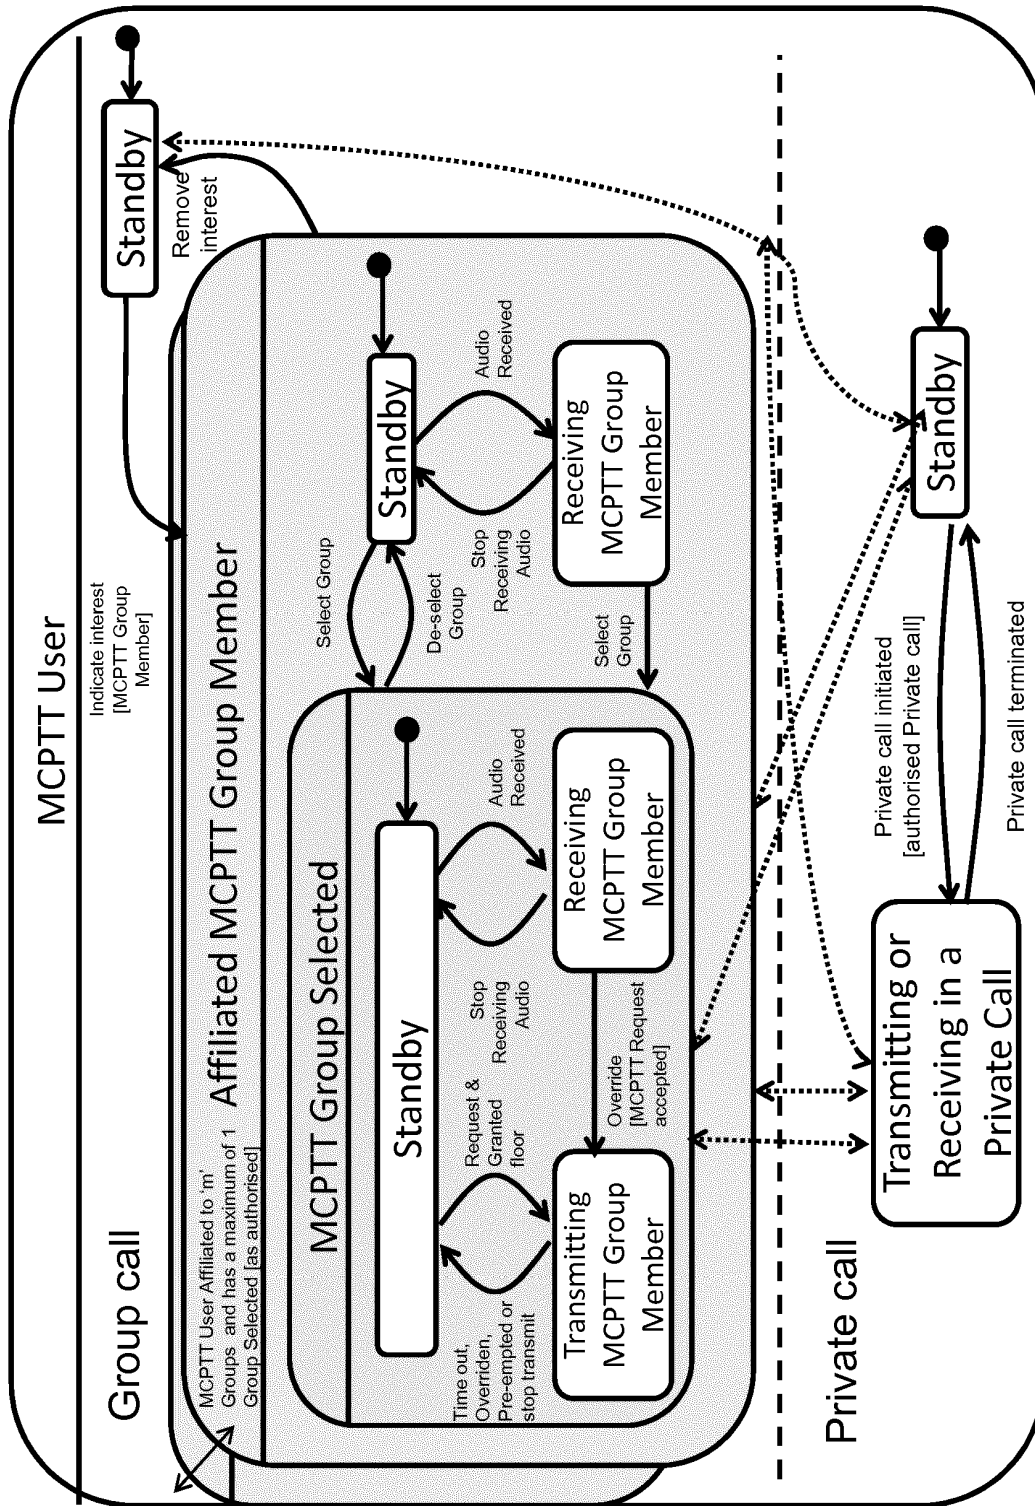 MCPTT User
Group call
Standby
Indicate interest
[MCPTT Group
Member]
Remove
interest
MCPTT User Affiliated to 'm'
Groups and has a maximum of 1
Group Selected [as authorised]
Affiliated MCPTT Group Member
MCPTT Group Selected
Standby
Time out,
Overriden,
Pre-empted or
stop transmit
Request &
Granted
floor
Stop
Receiving
Audio
Audio
Received
Transmitting
MCPTT Group
Member
Override
[MCPTT Request
accepted]
Receiving
MCPTT Group
Member
Select Group
De-select
Group
Standby
Stop
Receiving
Audio
Audio
Received
Select
Group
Receiving
MCPTT Group
Member
Private call
Transmitting or
Receiving in a
Private Call
Private call initiated
[authorised Private call]
Private call terminated
Standby